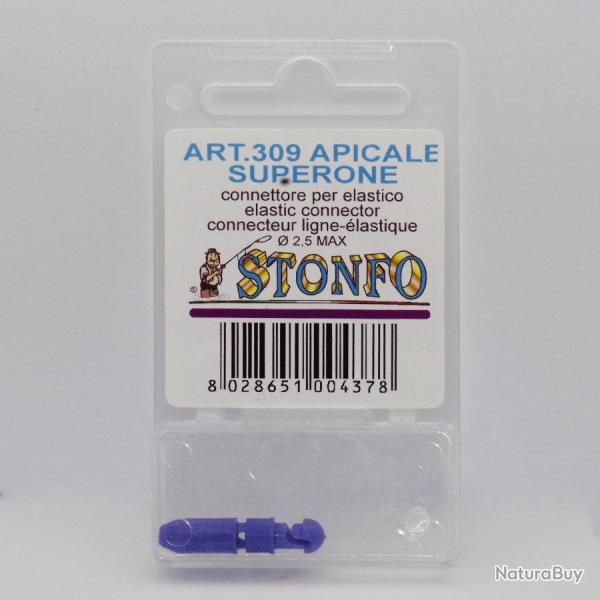 ART.309 APICALE
SUPERONE
connettore per elastico
elastic connector
connecteur ligne-élastique
Ø 2,5 MAX
® STONFO
8 028651 004378
NaturaBuy